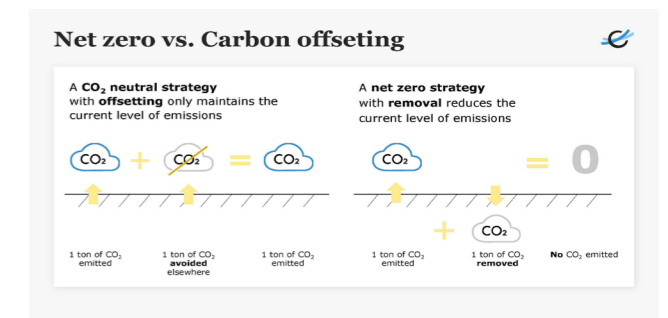 Net zero vs. Carbon offseting
A CO₂ neutral strategy
with offsetting only maintains the
current level of emissions
CO₂ + CO₂ = CO₂
1 ton of CO₂
emitted
1 ton of CO₂
avoided
elsewhere
1 ton of CO₂
emitted
A net zero strategy
with removal reduces the
current level of emissions
CO₂ = 0
+ CO₂
1 ton of CO₂
emitted
1 ton of CO₂
removed
No CO₂ emitted